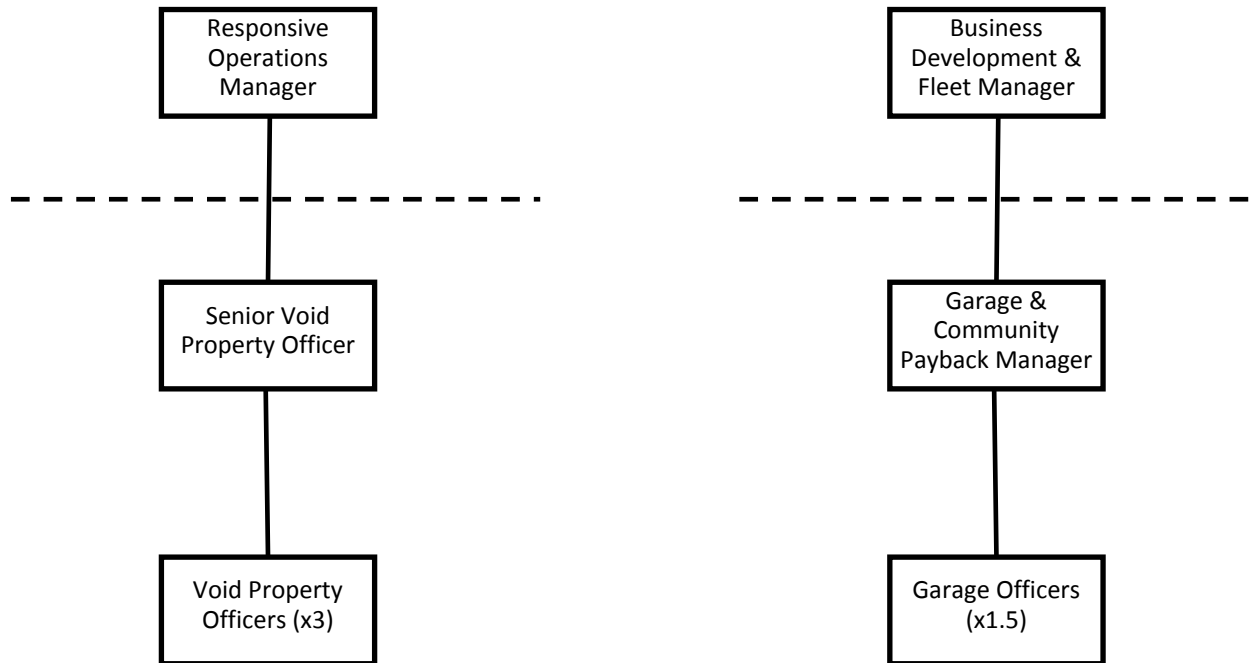 Responsive
Operations
Manager
Business
Development &
Fleet Manager
Senior Void
Property Officer
Garage &
Community
Payback Manager
Void Property
Officers (x3)
Garage Officers
(x1.5)